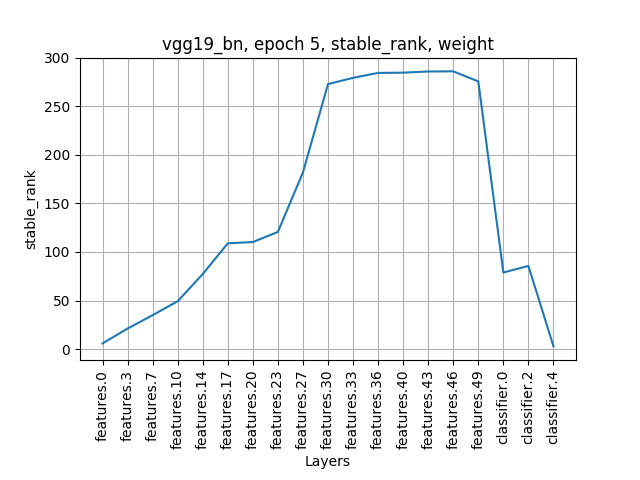 vgg19_bn, epoch 5, stable_rank, weight
300
250
200
150
100
50
0
stable_rank
features.0
features.3
features.7
features.10
features.14
features.17
features.20
features.23
features.27
features.30
features.33
features.36
features.40
features.43
features.46
features.49
classifier.0
classifier.2
classifier.4
Layers